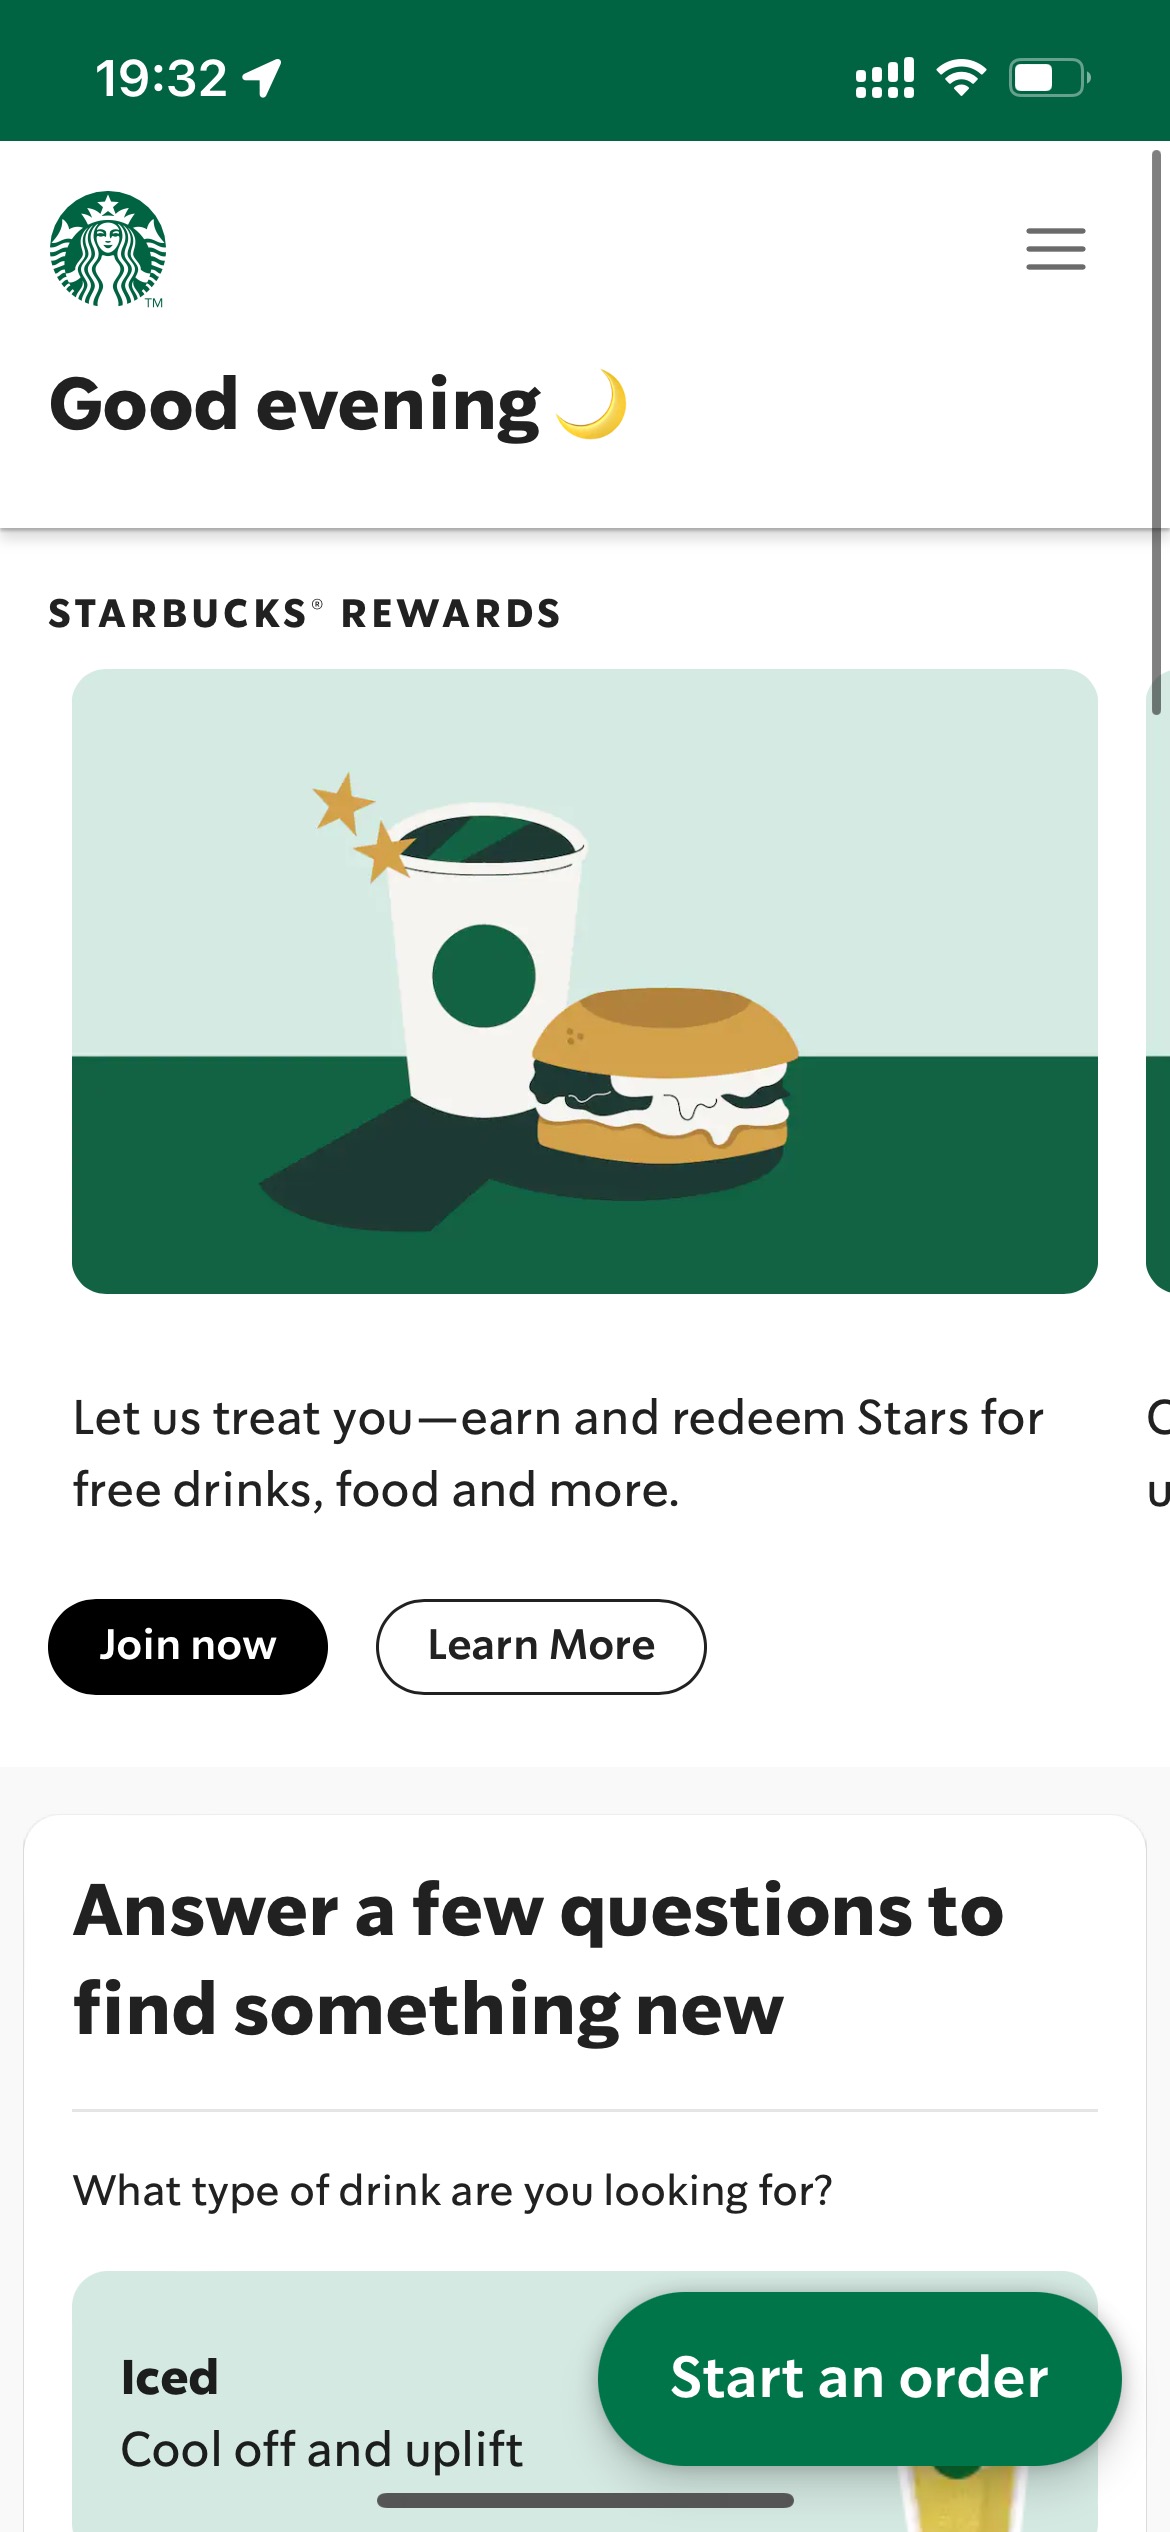 19:32
TM
Good evening 🌙
STARBUCKS® REWARDS
Let us treat you—earn and redeem Stars for
free drinks, food and more.
Join now
Learn More
Answer a few questions to
find something new
What type of drink are you looking for?
Iced
Cool off and uplift
Start an order